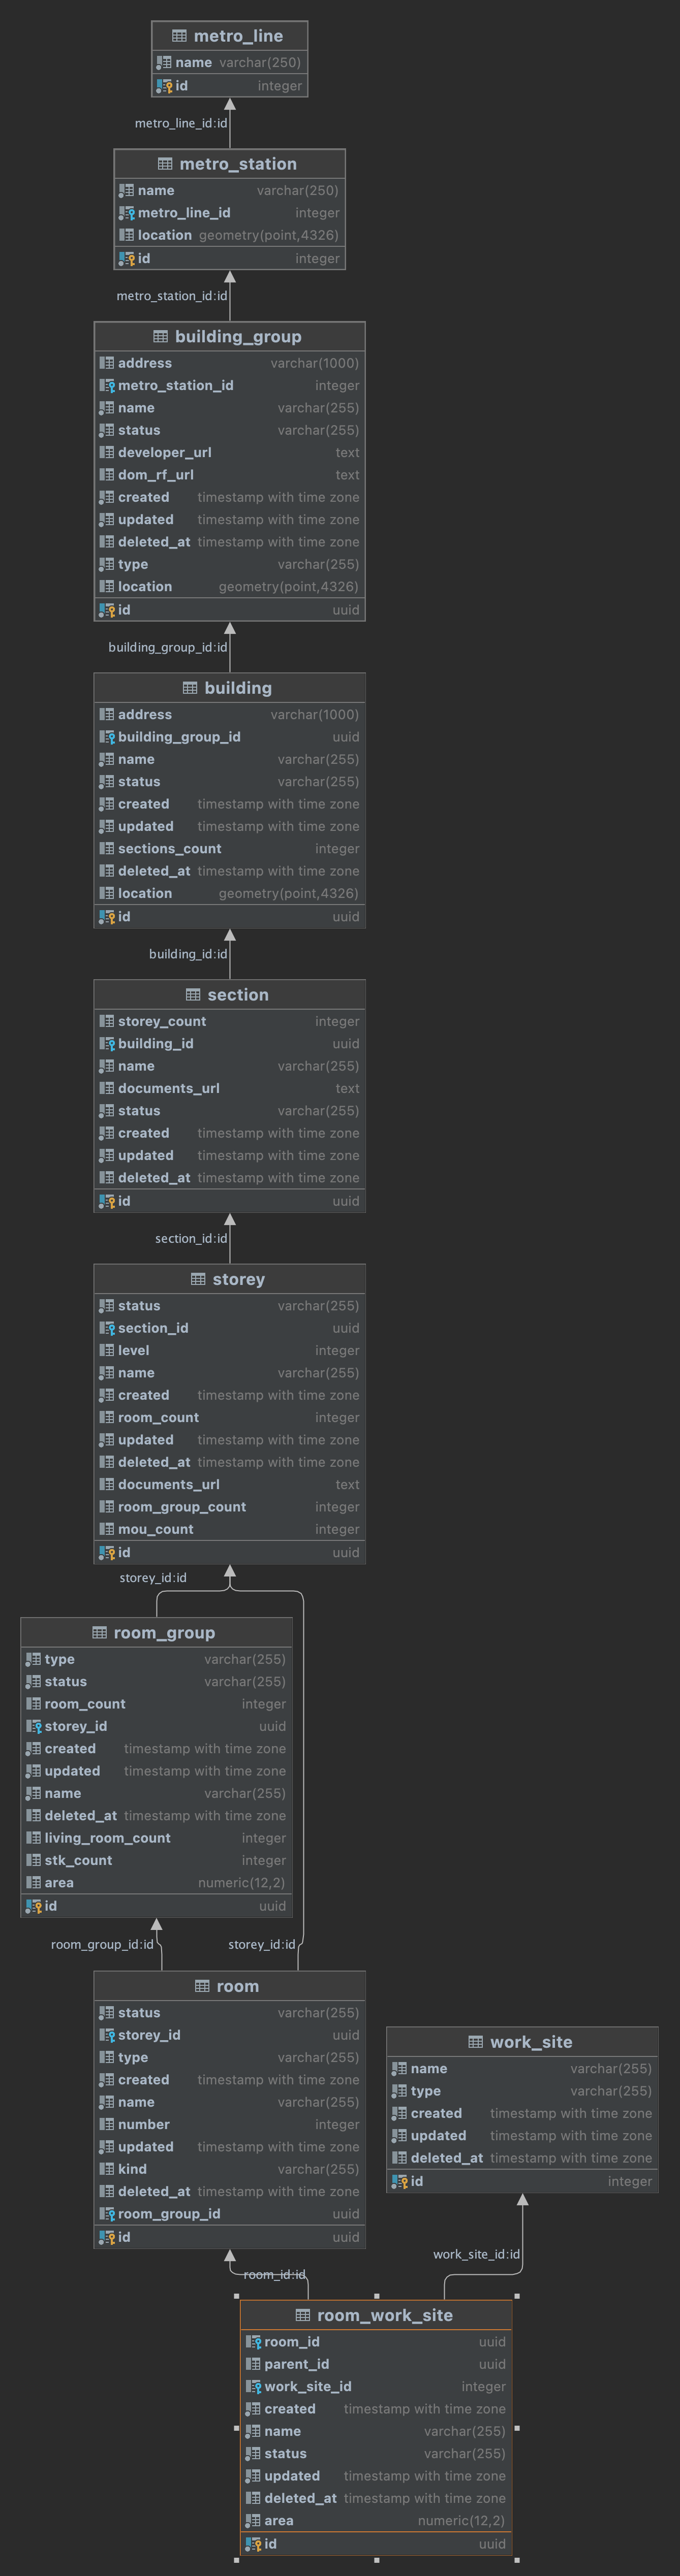 metro_line
name varchar(250)
id integer
metro_line_id:id
metro_station
name varchar(250)
metro_line_id integer
location geometry(point,4326)
id integer
metro_station_id:id
building_group
address varchar(1000)
metro_station_id integer
name varchar(255)
status varchar(255)
developer_url text
dom_rf_url text
created timestamp with time zone
updated timestamp with time zone
deleted_at timestamp with time zone
type varchar(255)
location geometry(point,4326)
id uuid
building_group_id:id
building
address varchar(1000)
building_group_id uuid
name varchar(255)
status varchar(255)
created timestamp with time zone
updated timestamp with time zone
sections_count integer
deleted_at timestamp with time zone
location geometry(point,4326)
id uuid
building_id:id
section
storey_count integer
building_id uuid
name varchar(255)
documents_url text
status varchar(255)
created timestamp with time zone
updated timestamp with time zone
deleted_at timestamp with time zone
id uuid
section_id:id
storey
status varchar(255)
section_id uuid
level integer
name varchar(255)
created timestamp with time zone
room_count integer
updated timestamp with time zone
deleted_at timestamp with time zone
documents_url text
room_group_count integer
mou_count integer
id uuid
storey_id:id
room_group
type varchar(255)
status varchar(255)
room_count integer
storey_id uuid
created timestamp with time zone
updated timestamp with time zone
name varchar(255)
deleted_at timestamp with time zone
living_room_count integer
stk_count integer
area numeric(12,2)
id uuid
room_group_id:id
storey_id:id
room
status varchar(255)
storey_id uuid
type varchar(255)
created timestamp with time zone
name varchar(255)
number integer
updated timestamp with time zone
kind varchar(255)
deleted_at timestamp with time zone
room_group_id uuid
id uuid
work_site
name varchar(255)
type varchar(255)
created timestamp with time zone
updated timestamp with time zone
deleted_at timestamp with time zone
id integer
room_id:id
work_site_id:id
room_work_site
room_id uuid
parent_id uuid
work_site_id integer
created timestamp with time zone
name varchar(255)
status varchar(255)
updated timestamp with time zone
deleted_at timestamp with time zone
area numeric(12,2)
id uuid